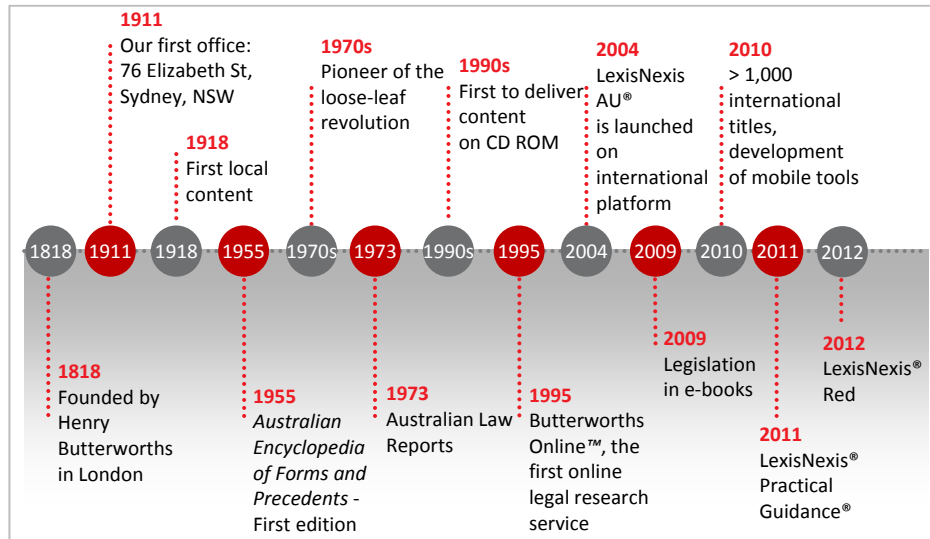 1911
Our first office:
76 Elizabeth St,
Sydney, NSW
1918
First local
content
1970s
Pioneer of the
loose-leaf
revolution
1990s
First to deliver
content
on CD ROM
2004
LexisNexis
AU®
is launched
on
international
platform
2010
> 1,000
international
titles,
development
of mobile tools
1818 1911 1918 1955 1970s 1973 1990s 1995 2004 2009 2010 2011 2012
1818
Founded by
Henry
Butterworths
in London
1955
Australian
Encyclopedia
of Forms and
Precedents -
First edition
1973
Australian Law
Reports
1995
Butterworths
Online™, the
first online
legal research
service
2009
Legislation
in e-books
2011
LexisNexis®
Practical
Guidance®
2012
LexisNexis®
Red